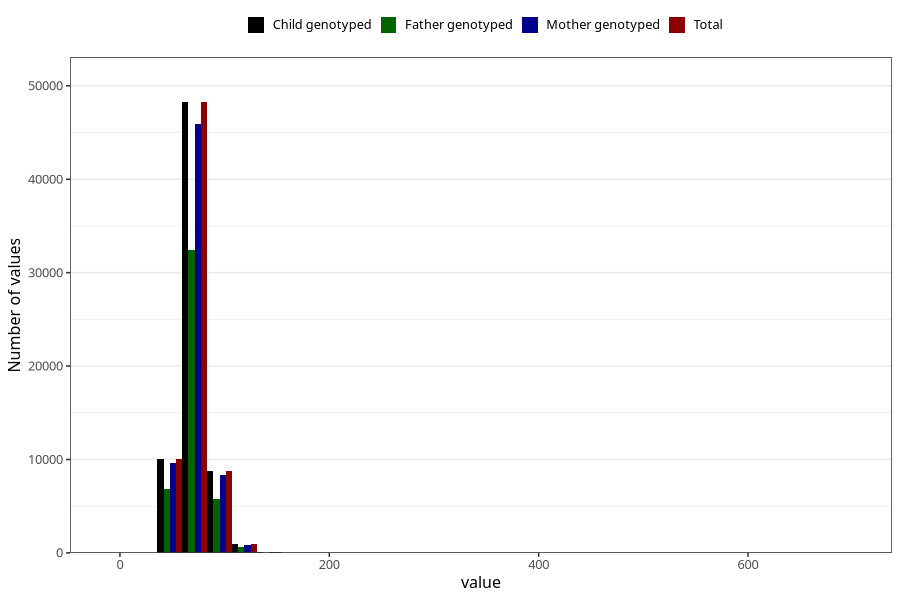 Child genotyped Father genotyped Mother genotyped Total
50000
40000
30000
20000
10000
0
Number of values
0 200 400 600
value